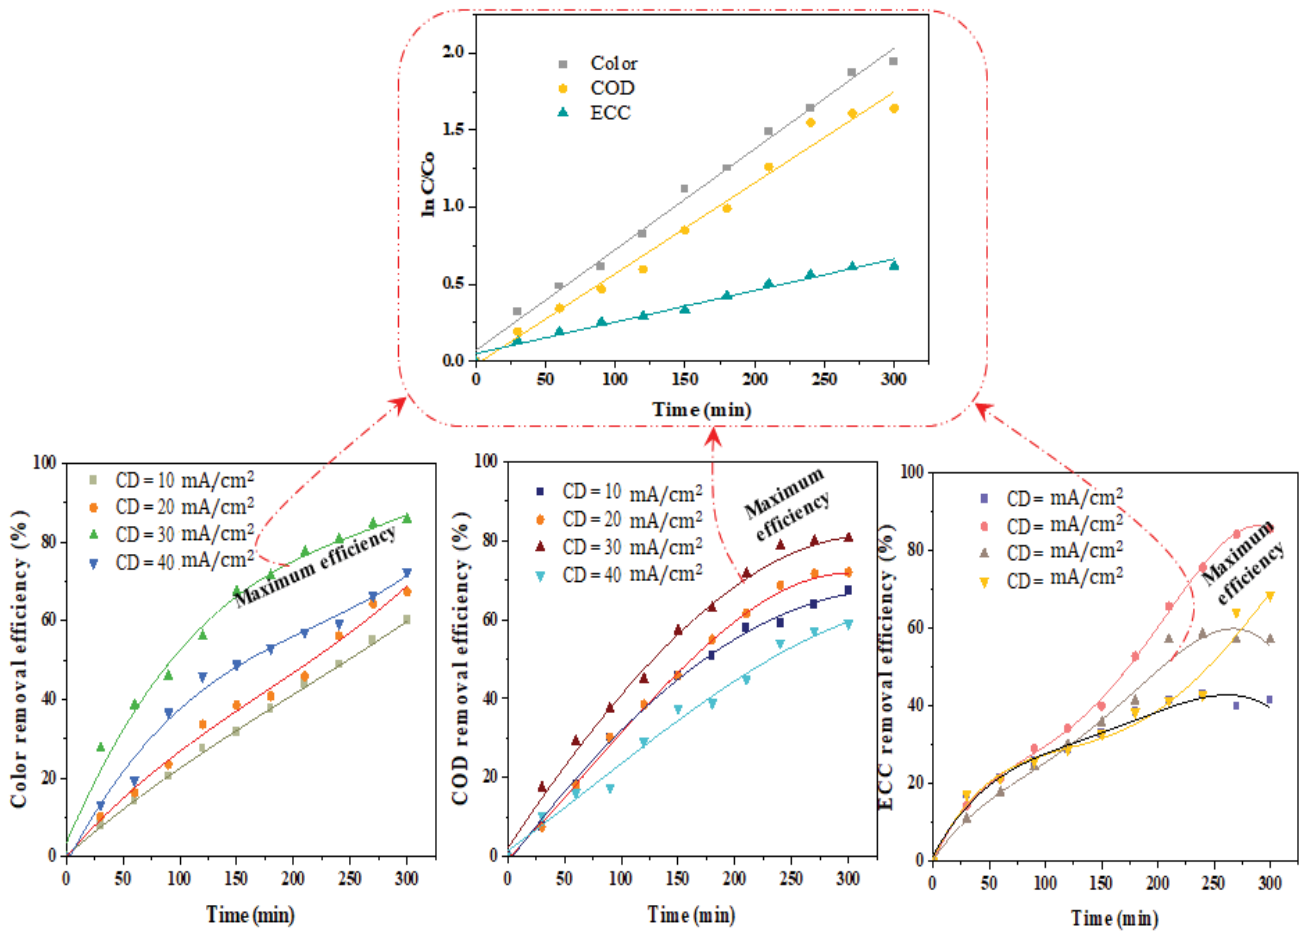 2.0
1.5
1.0
0.5
0.0
ln C/Co
Color
COD
ECC
0 50 100 150 200 250 300
Time (min)
100
80
60
40
20
0
Color removal efficiency (%)
CD = 10 mA/cm²
CD = 20 mA/cm²
CD = 30 mA/cm²
CD = 40 .mA/cm²
Maximum efficiency
0 50 100 150 200 250 300
Time (min)
100
80
60
40
20
0
COD removal efficiency (%)
CD = 10 mA/cm²
CD = 20 mA/cm²
CD = 30 mA/cm²
CD = 40 mA/cm²
Maximum
efficiency
0 50 100 150 200 250 300
Time (min)
100
80
60
40
20
0
ECC removal efficiency (%)
CD = mA/cm²
CD = mA/cm²
CD = mA/cm²
CD = mA/cm²
Maximum
efficiency
0 50 100 150 200 250 300
Time (min)